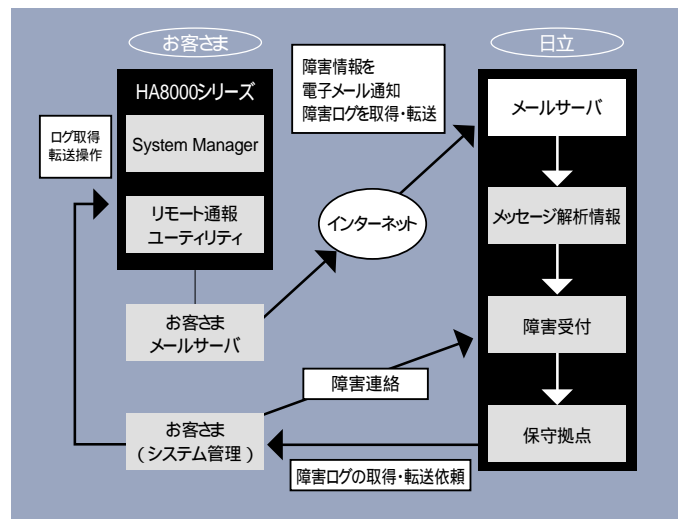 お客さま
日立
HA8000シリーズ
System Manager
リモート通報
ユーティリティ
ログ取得
転送操作
障害情報を
電子メール通知
障害ログを取得・転送
インターネット
メールサーバ
メッセージ解析情報
障害受付
保守拠点
お客さま
メールサーバ
障害連絡
お客さま
(システム管理)
障害ログの取得・転送依頼